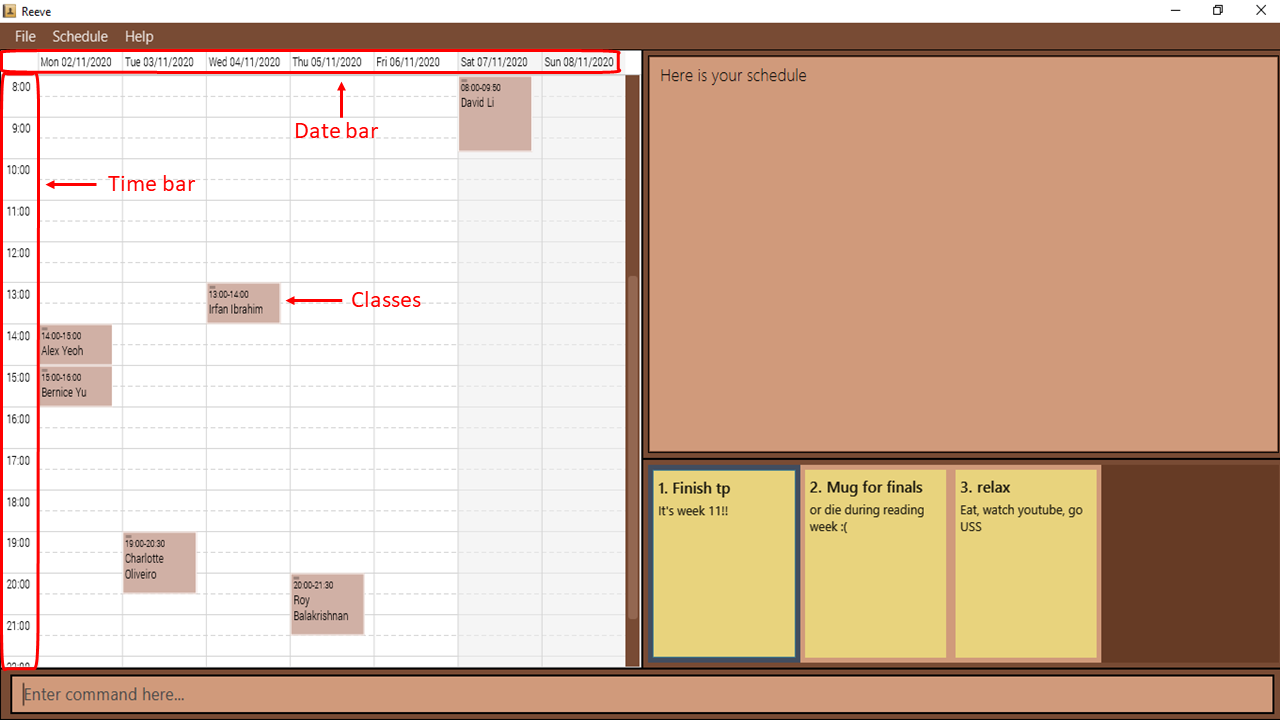 Reeve
File Schedule Help
Mon 02/11/2020 Tue 03/11/2020 Wed 04/11/2020 Thu 05/11/2020 Fri 06/11/2020 Sat 07/11/2020 Sun 08/11/2020
8:00
9:00
10:00
11:00
12:00
13:00
14:00
15:00
16:00
17:00
18:00
19:00
20:00
21:00
22:00
08:00-09:50
David Li
Date bar
Time bar
13:00-14:00
Irfan Ibrahim
Classes
14:00-15:00
Alex Yeoh
15:00-16:00
Bernice Yu
19:00-20:30
Charlotte
Oliveiro
20:00-21:30
Roy
Balakrishnan
Here is your schedule
1. Finish tp
It's week 11!!
2. Mug for finals
or die during reading
week :(
3. relax
Eat, watch youtube, go
USS
Enter command here...